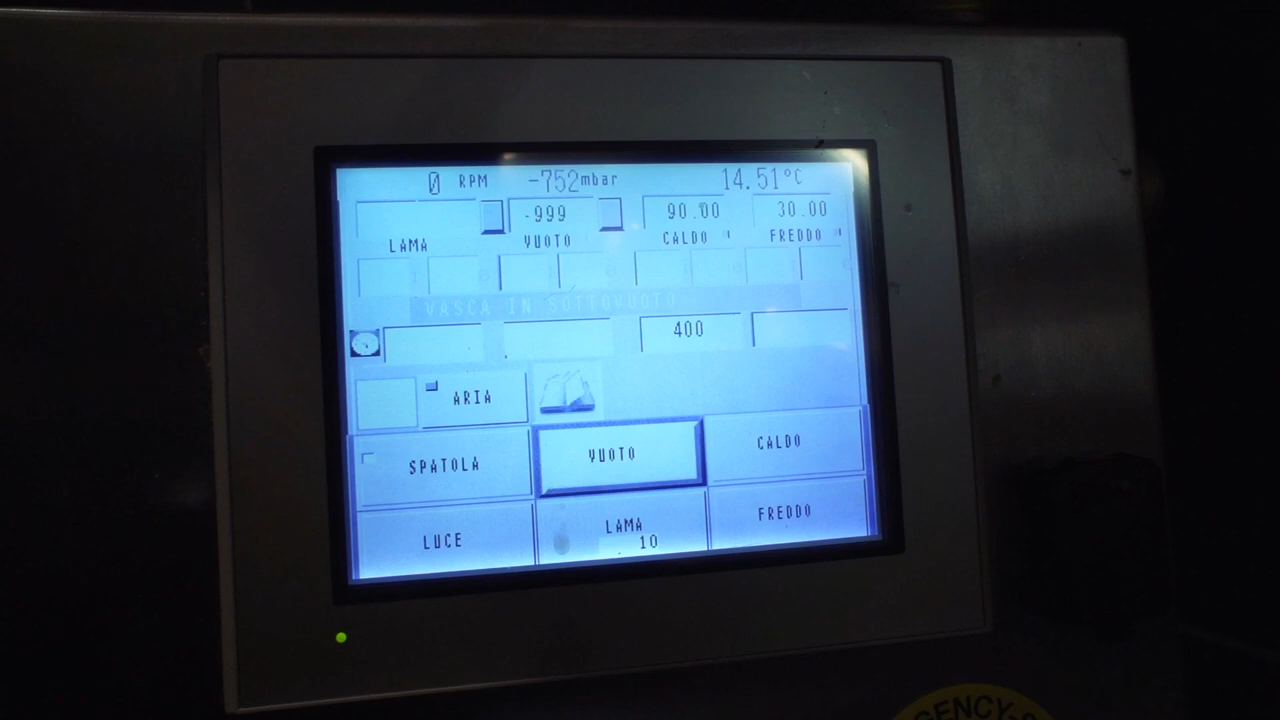 0 RPM -752mbar 14.51°C
-999 90.00 30.00
LAMA VUOTO CALDO FREDDO
VASCA IN SOTTOVUOTO
400
ARIA
SPATOLA VUOTO CALDO
LUCE LAMA FREDDO
10